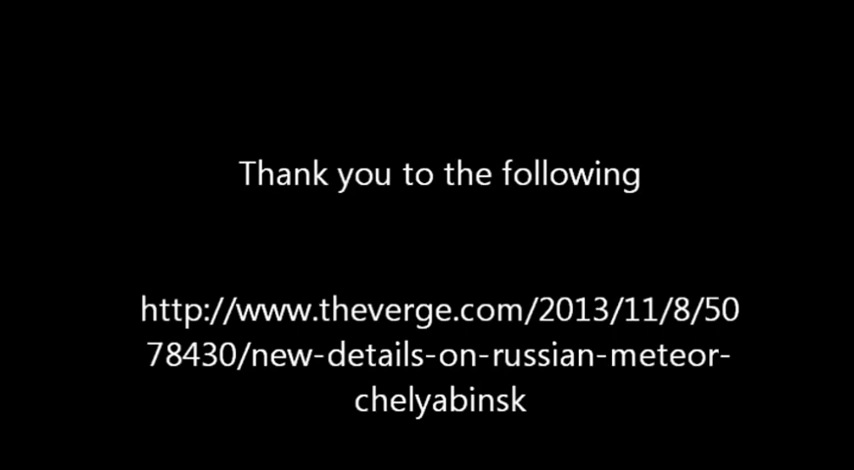 Thank you to the following
http://www.theverge.com/2013/11/8/50
78430/new-details-on-russian-meteor-
chelyabinsk